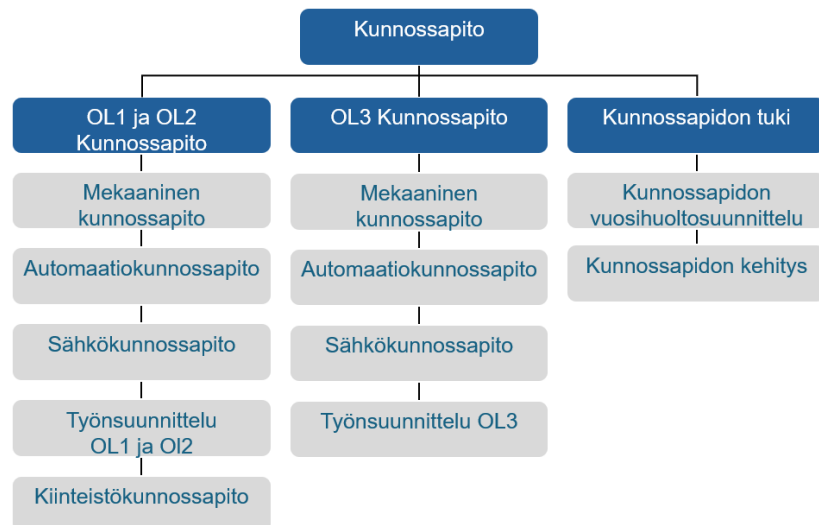 Kunnossapito
OL1 ja OL2
Kunnossapito
Mekaaninen
kunnossapito
Automaatiokunnossapito
Sähkökunnossapito
Työnsuunnittelu
OL1 ja Ol2
Kiinteistökunnossapito
OL3 Kunnossapito
Mekaaninen
kunnossapito
Automaatiokunnossapito
Sähkökunnossapito
Työnsuunnittelu OL3
Kunnossapidon tuki
Kunnossapidon
vuosihuoltosuunnittelu
Kunnossapidon kehitys